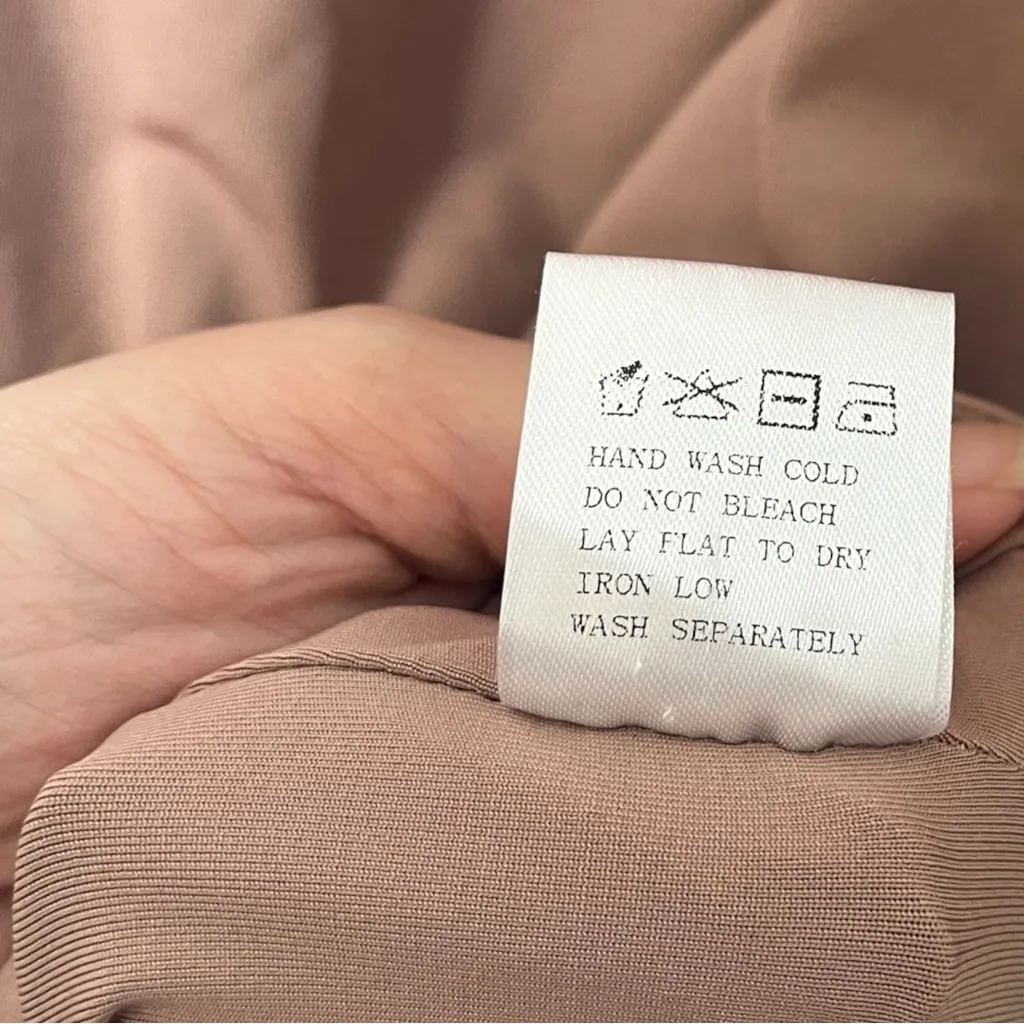 HAND WASH COLD
DO NOT BLEACH
LAY FLAT TO DRY
IRON LOW
WASH SEPARATELY